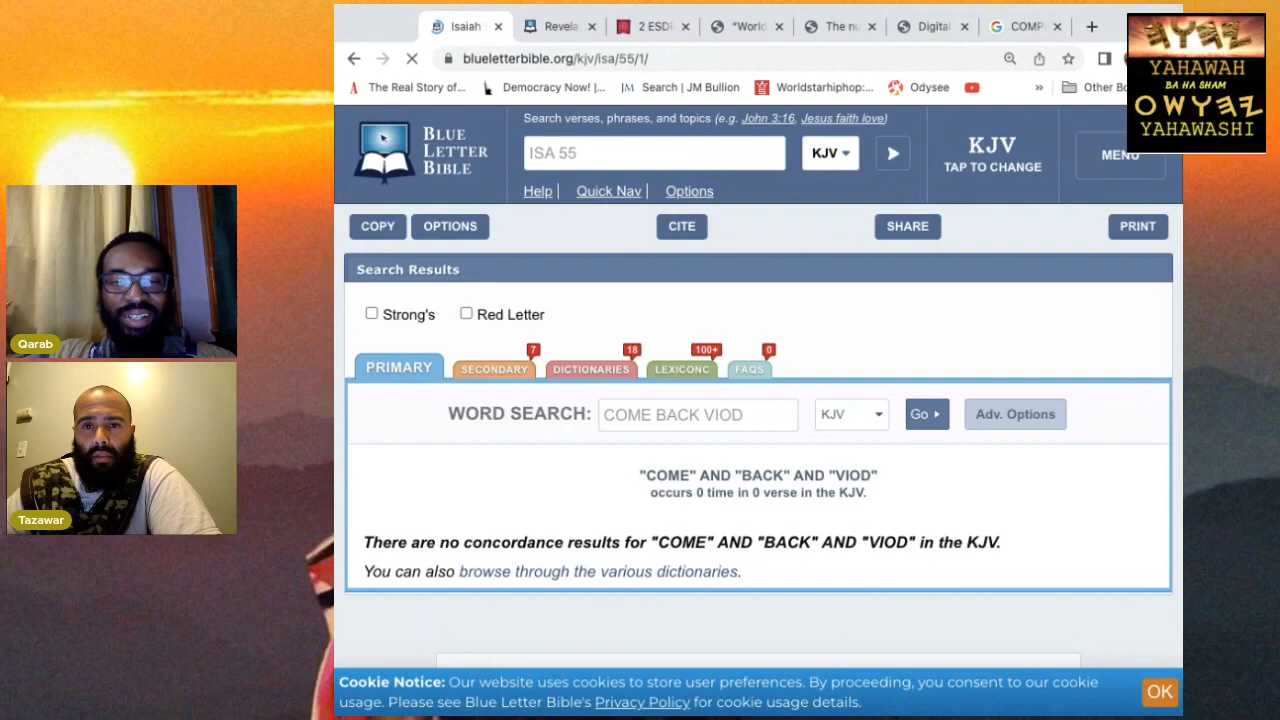 Isaiah
Revela
2 ESDR
"World
The nu
Digital
COMP
blueletterbible.org/kjv/isa/55/1/
The Real Story of...
Democracy Now! |...
JM
Search | JM Bullion
Worldstarhiphop:...
Odysee
»
Other Bo
YAHAWAH
BA HA SHAM
YAHAWASHI
BLUE
LETTER
BIBLE
Search verses, phrases, and topics (e.g. John 3:16, Jesus faith love)
ISA 55
KJV
Help | Quick Nav | Options
KJV
TAP TO CHANGE
MENU
COPY
OPTIONS
CITE
SHARE
PRINT
Search Results
Strong's
Red Letter
PRIMARY
SECONDARY
7
DICTIONARIES
18
LEXICONC
100+
FAQS
0
WORD SEARCH:
COME BACK VIOD
KJV
Go
Adv. Options
"COME" AND "BACK" AND "VIOD"
occurs 0 time in 0 verse in the KJV.
There are no concordance results for "COME" AND "BACK" AND "VIOD" in the KJV.
You can also browse through the various dictionaries.
Cookie Notice: Our website uses cookies to store user preferences. By proceeding, you consent to our cookie
usage. Please see Blue Letter Bible's Privacy Policy for cookie usage details.
OK
Qarab
Tazawar